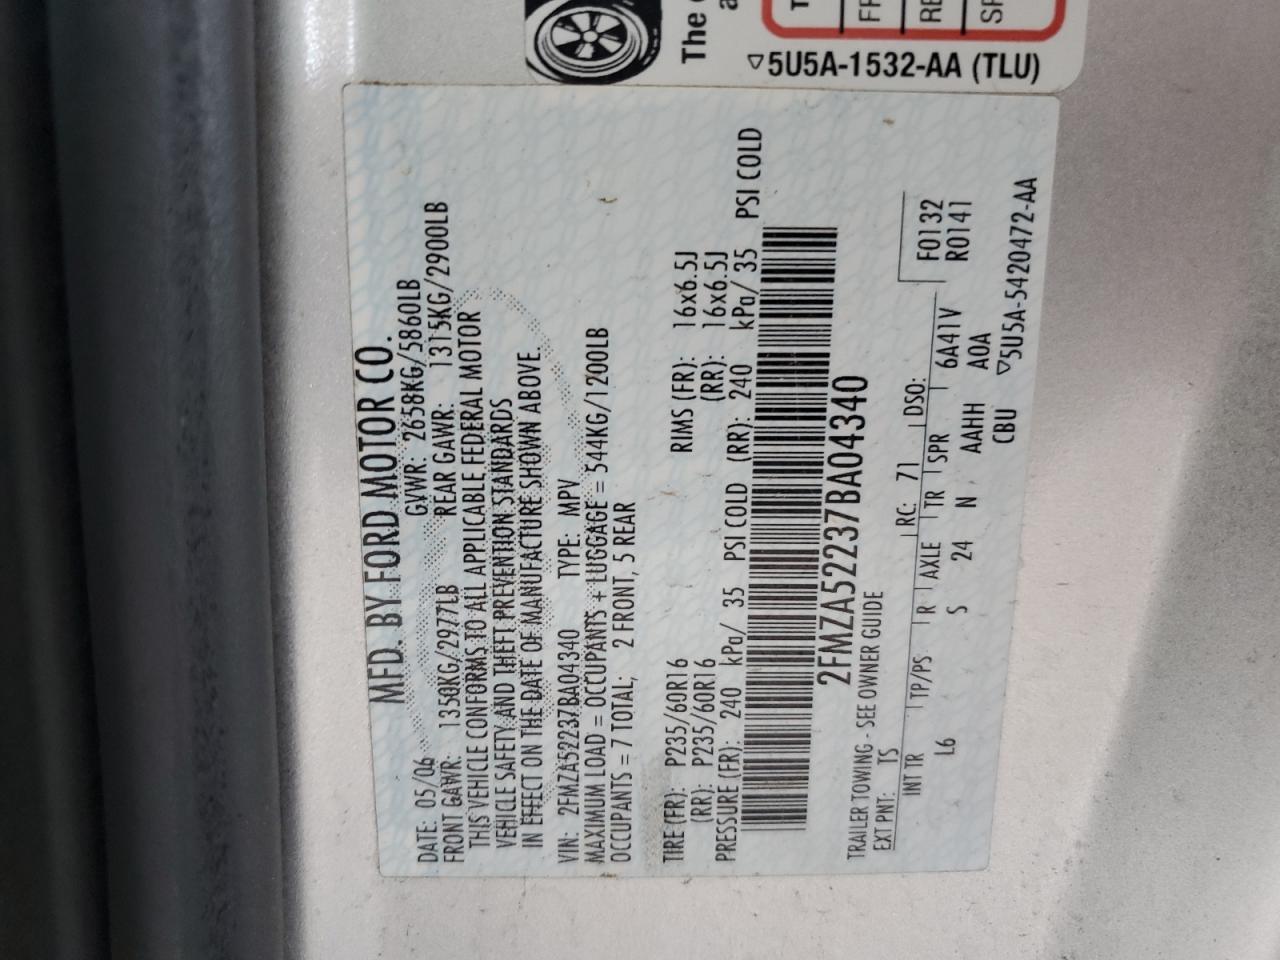 The
a
T
FR
RE
SP
▽5U5A-1532-AA (TLU)
MFD. BY FORD MOTOR CO.
DATE: 05/06 GVWR: 2658KG/5860LB
FRONT GAWR: 1350KG/2977LB REAR GAWR: 1315KG/2900LB
THIS VEHICLE CONFORMS TO ALL APPLICABLE FEDERAL MOTOR
VEHICLE SAFETY AND THEFT PREVENTION STANDARDS
IN EFFECT ON THE DATE OF MANUFACTURE SHOWN ABOVE.
VIN: 2FMZA52237BA04340 TYPE: MPV
MAXIMUM LOAD = OCCUPANTS + LUGGAGE = 544KG/1200LB
OCCUPANTS = 7 TOTAL; 2 FRONT, 5 REAR
TIRE (FR): P235/60R16 RIMS (FR): 16x6.5J
(RR): P235/60R16 (RR): 16x6.5J
PRESSURE (FR): 240 kPa/ 35 PSI COLD (RR): 240 kPa/ 35 PSI COLD
2FMZA52237BA04340
TRAILER TOWING - SEE OWNER GUIDE
EXT PNT: TS RC: 71 DSO: F0132
INT TR TP/PS R AXLE TR SPR 6A41V R0141
L6 S 24 N AAHH A0A
CBU ▽5U5A-5420472-AA